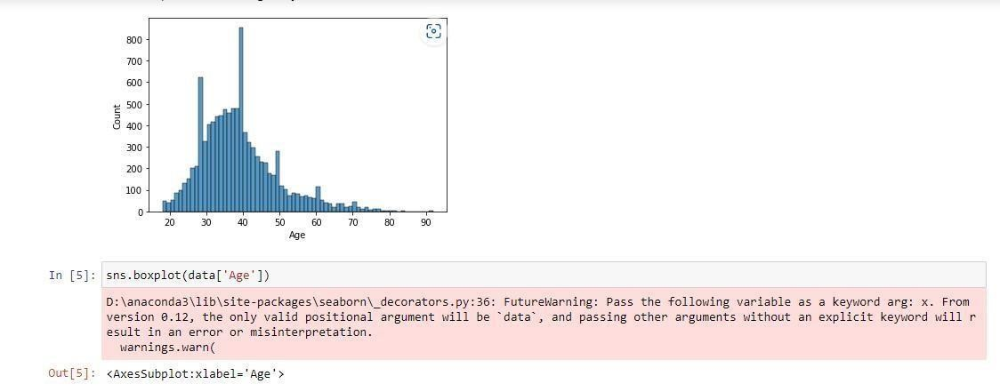 800
700
600
500
400
300
200
100
0
Count
20 30 40 50 60 70 80 90
Age
In [5]: sns.boxplot(data['Age'])
D:\anaconda3\lib\site-packages\seaborn\_decorators.py:36: FutureWarning: Pass the following variable as a keyword arg: x. From
version 0.12, the only valid positional argument will be `data`, and passing other arguments without an explicit keyword will r
esult in an error or misinterpretation.
warnings.warn(
Out[5]: <AxesSubplot:xlabel='Age'>